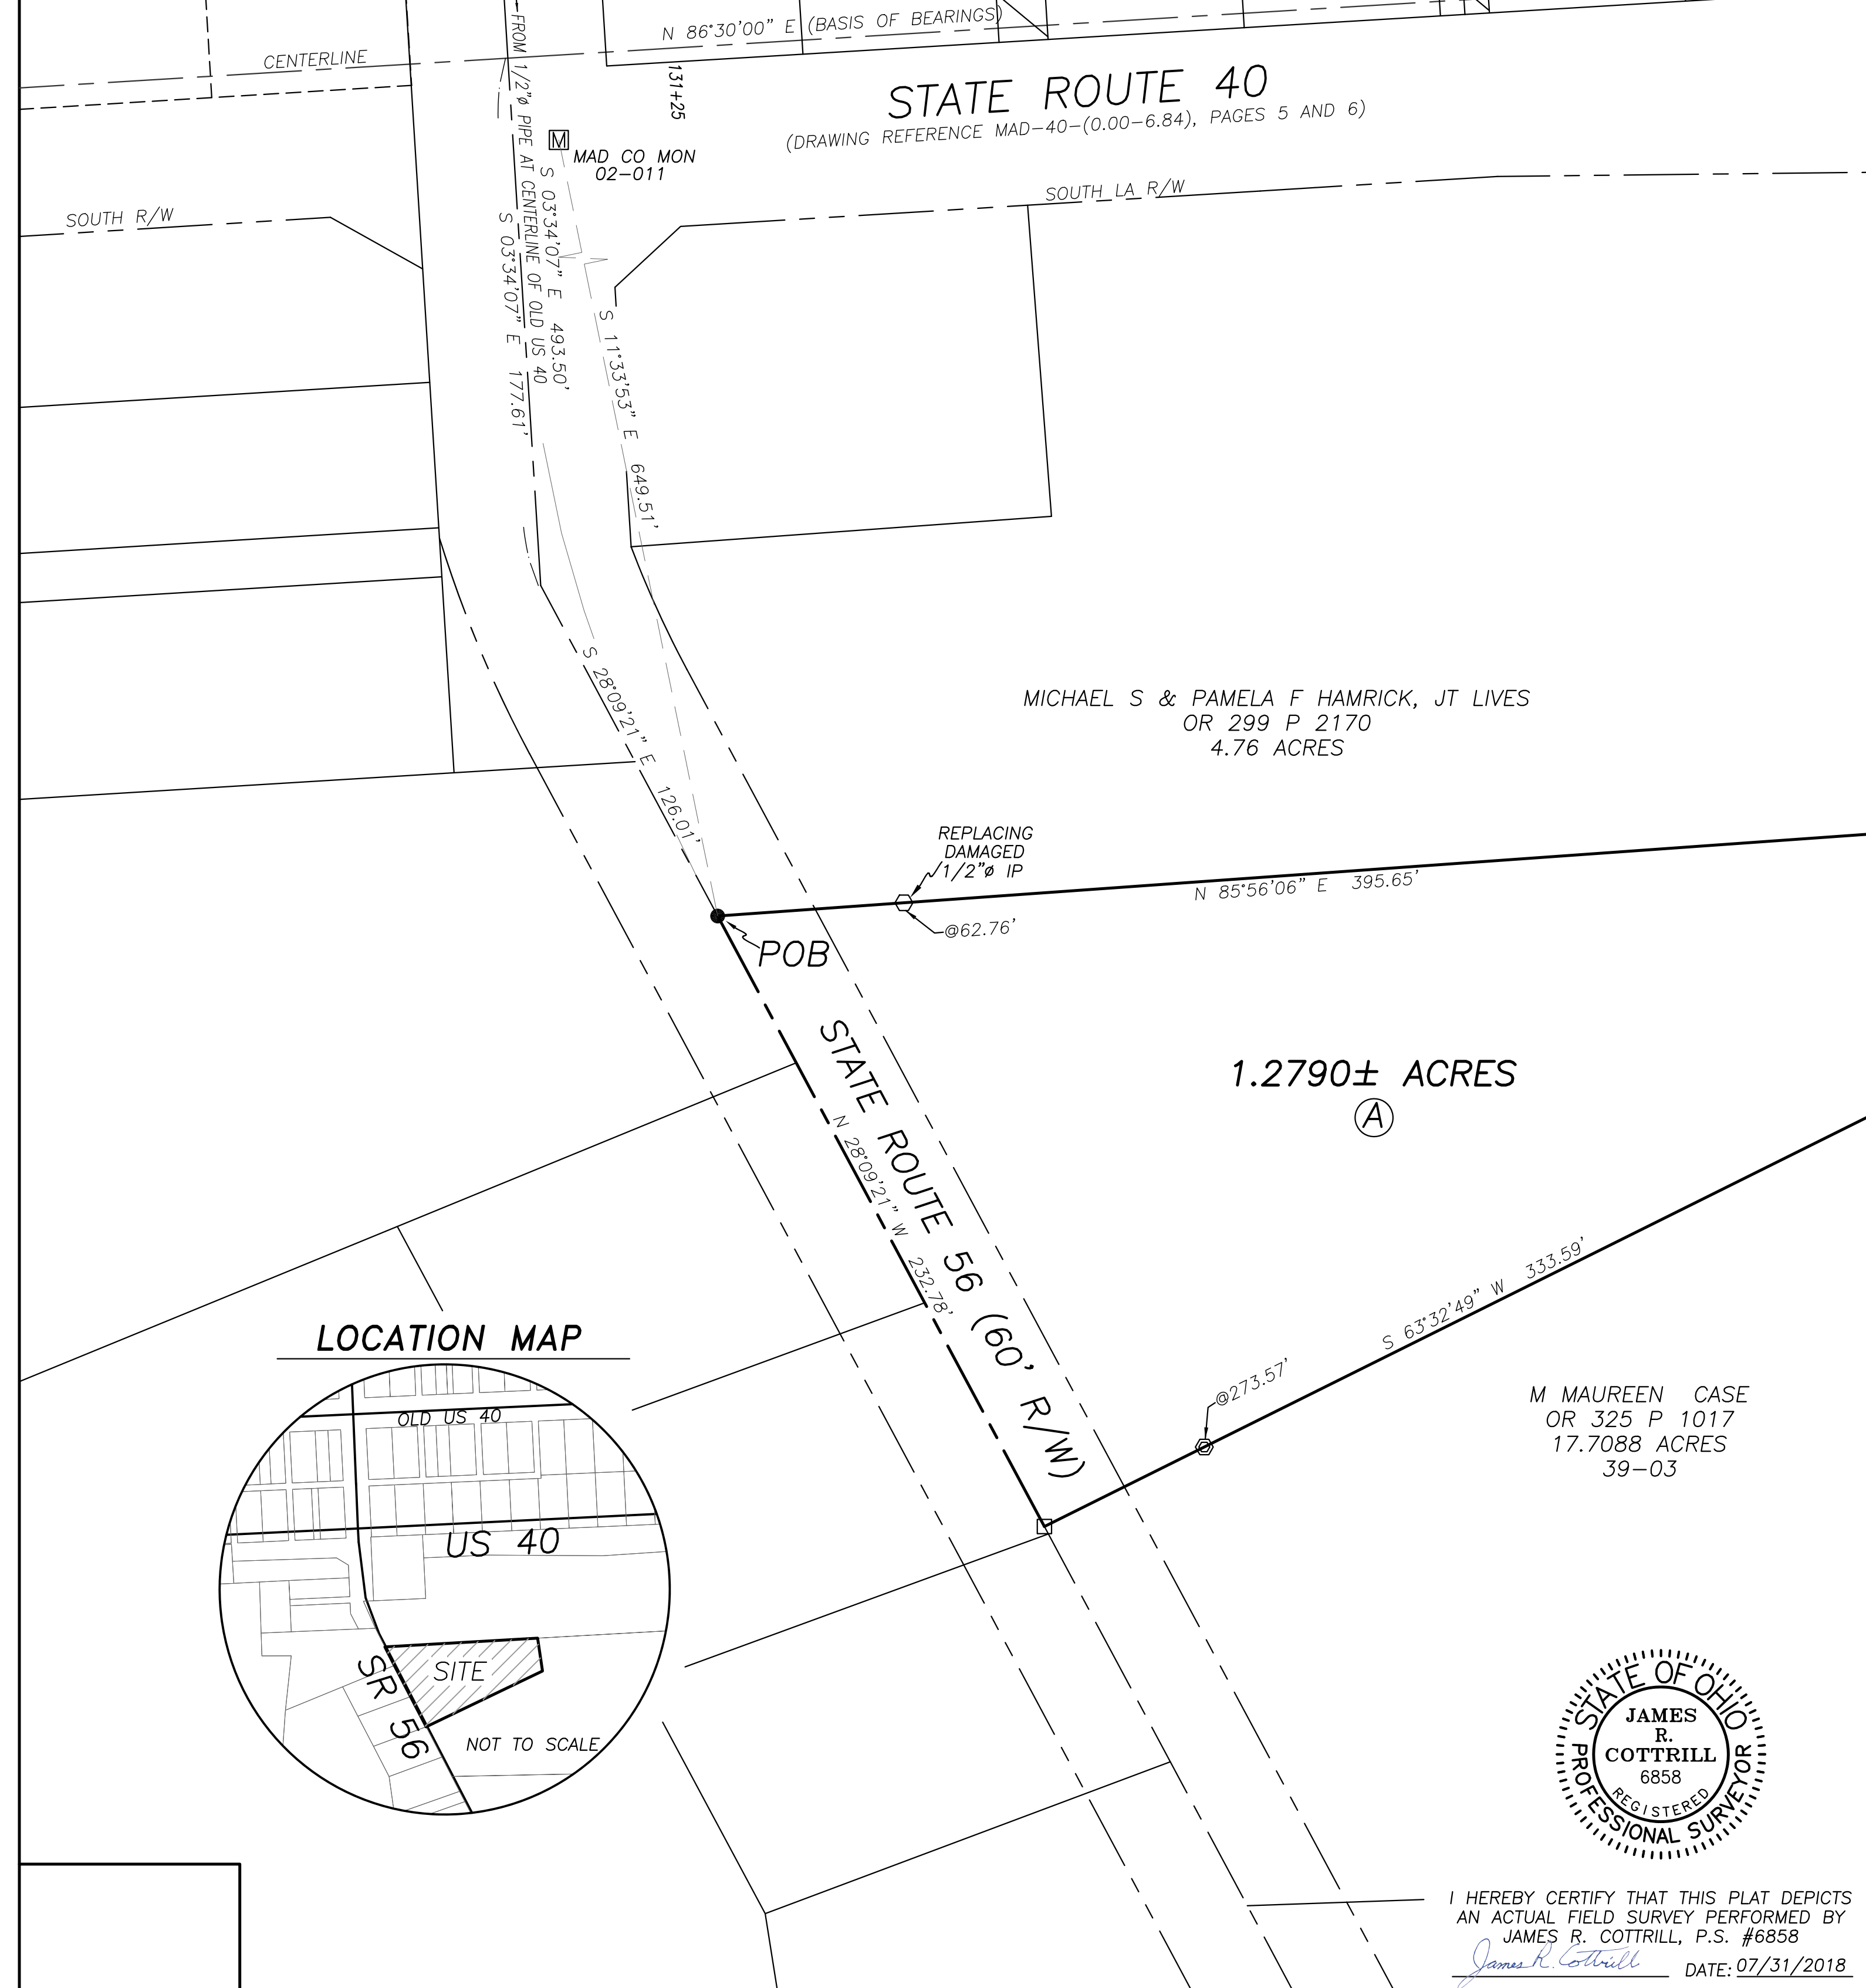 N 86°30'00" E (BASIS OF BEARINGS)
CENTERLINE
FROM 1/2"ø PIPE AT CENTERLINE OF OLD US 40
131+25
STATE ROUTE 40
(DRAWING REFERENCE MAD-40-(0.00-6.84), PAGES 5 AND 6)
M
MAD CO MON
02-011
SOUTH R/W
SOUTH LA R/W
S 03°34'07" E 493.50'
S 03°34'07" E 177.61'
S 11°33'53" E 649.51'
S 28°09'21" E 126.01'
MICHAEL S & PAMELA F HAMRICK, JT LIVES
OR 299 P 2170
4.76 ACRES
REPLACING
DAMAGED
1/2"ø IP
N 85°56'06" E 395.65'
@62.76'
POB
STATE ROUTE 56 (60' R/W)
1.2790± ACRES
A
N 28°09'21" W 232.78'
S 63°32'49" W 333.59'
@273.57'
M MAUREEN CASE
OR 325 P 1017
17.7088 ACRES
39-03
LOCATION MAP
OLD US 40
US 40
SITE
SR 56
NOT TO SCALE
STATE OF OHIO
JAMES
R.
COTTRILL
6858
REGISTERED
PROFESSIONAL SURVEYOR
I HEREBY CERTIFY THAT THIS PLAT DEPICTS
AN ACTUAL FIELD SURVEY PERFORMED BY
JAMES R. COTTRILL, P.S. #6858
James R. Cottrill DATE: 07/31/2018